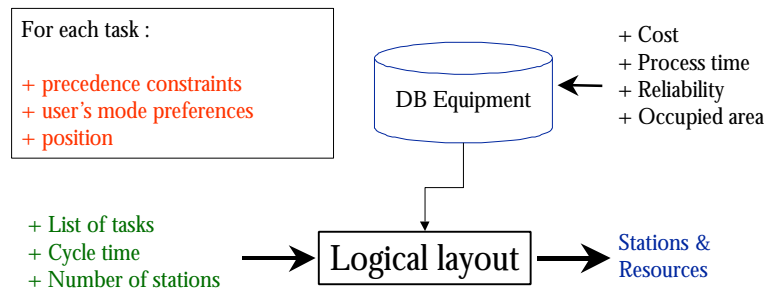 For each task :
+ precedence constraints
+ user's mode preferences
+ position
DB Equipment
+ Cost
+ Process time
+ Reliability
+ Occupied area
+ List of tasks
+ Cycle time
+ Number of stations
Logical layout
Stations &
Resources